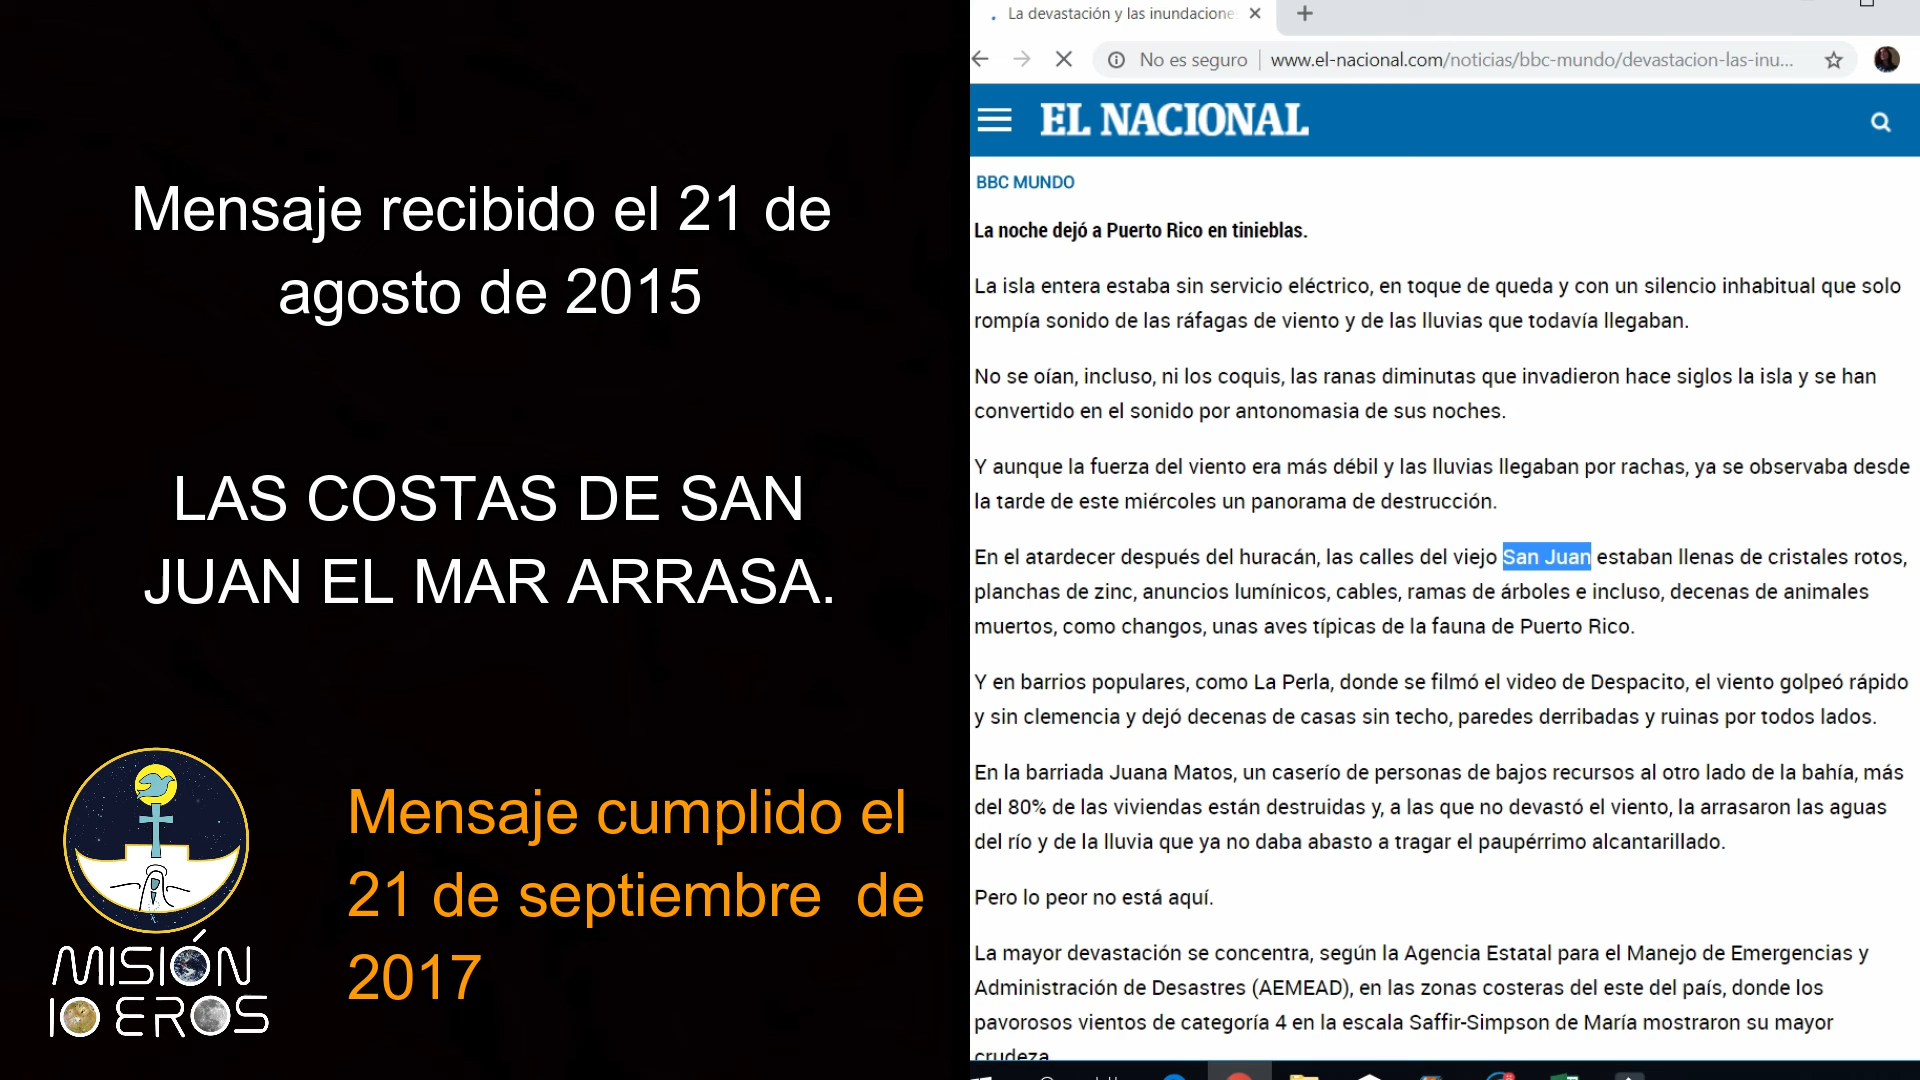 Mensaje recibido el 21 de
agosto de 2015
LAS COSTAS DE SAN
JUAN EL MAR ARRASA.
Mensaje cumplido el
21 de septiembre de
2017
MISIÓN
IO EROS
La devastación y las inundacione
No es seguro | www.el-nacional.com/noticias/bbc-mundo/devastacion-las-inu...
EL NACIONAL
BBC MUNDO
La noche dejó a Puerto Rico en tinieblas.
La isla entera estaba sin servicio eléctrico, en toque de queda y con un silencio inhabitual que solo
rompía sonido de las ráfagas de viento y de las lluvias que todavía llegaban.
No se oían, incluso, ni los coquis, las ranas diminutas que invadieron hace siglos la isla y se han
convertido en el sonido por antonomasia de sus noches.
Y aunque la fuerza del viento era más débil y las lluvias llegaban por rachas, ya se observaba desde
la tarde de este miércoles un panorama de destrucción.
En el atardecer después del huracán, las calles del viejo San Juan estaban llenas de cristales rotos,
planchas de zinc, anuncios lumínicos, cables, ramas de árboles e incluso, decenas de animales
muertos, como changos, unas aves típicas de la fauna de Puerto Rico.
Y en barrios populares, como La Perla, donde se filmó el video de Despacito, el viento golpeó rápido
y sin clemencia y dejó decenas de casas sin techo, paredes derribadas y ruinas por todos lados.
En la barriada Juana Matos, un caserío de personas de bajos recursos al otro lado de la bahía, más
del 80% de las viviendas están destruidas y, a las que no devastó el viento, la arrasaron las aguas
del río y de la lluvia que ya no daba abasto a tragar el paupérrimo alcantarillado.
Pero lo peor no está aquí.
La mayor devastación se concentra, según la Agencia Estatal para el Manejo de Emergencias y
Administración de Desastres (AEMEAD), en las zonas costeras del este del país, donde los
pavorosos vientos de categoría 4 en la escala Saffir-Simpson de María mostraron su mayor
crudeza